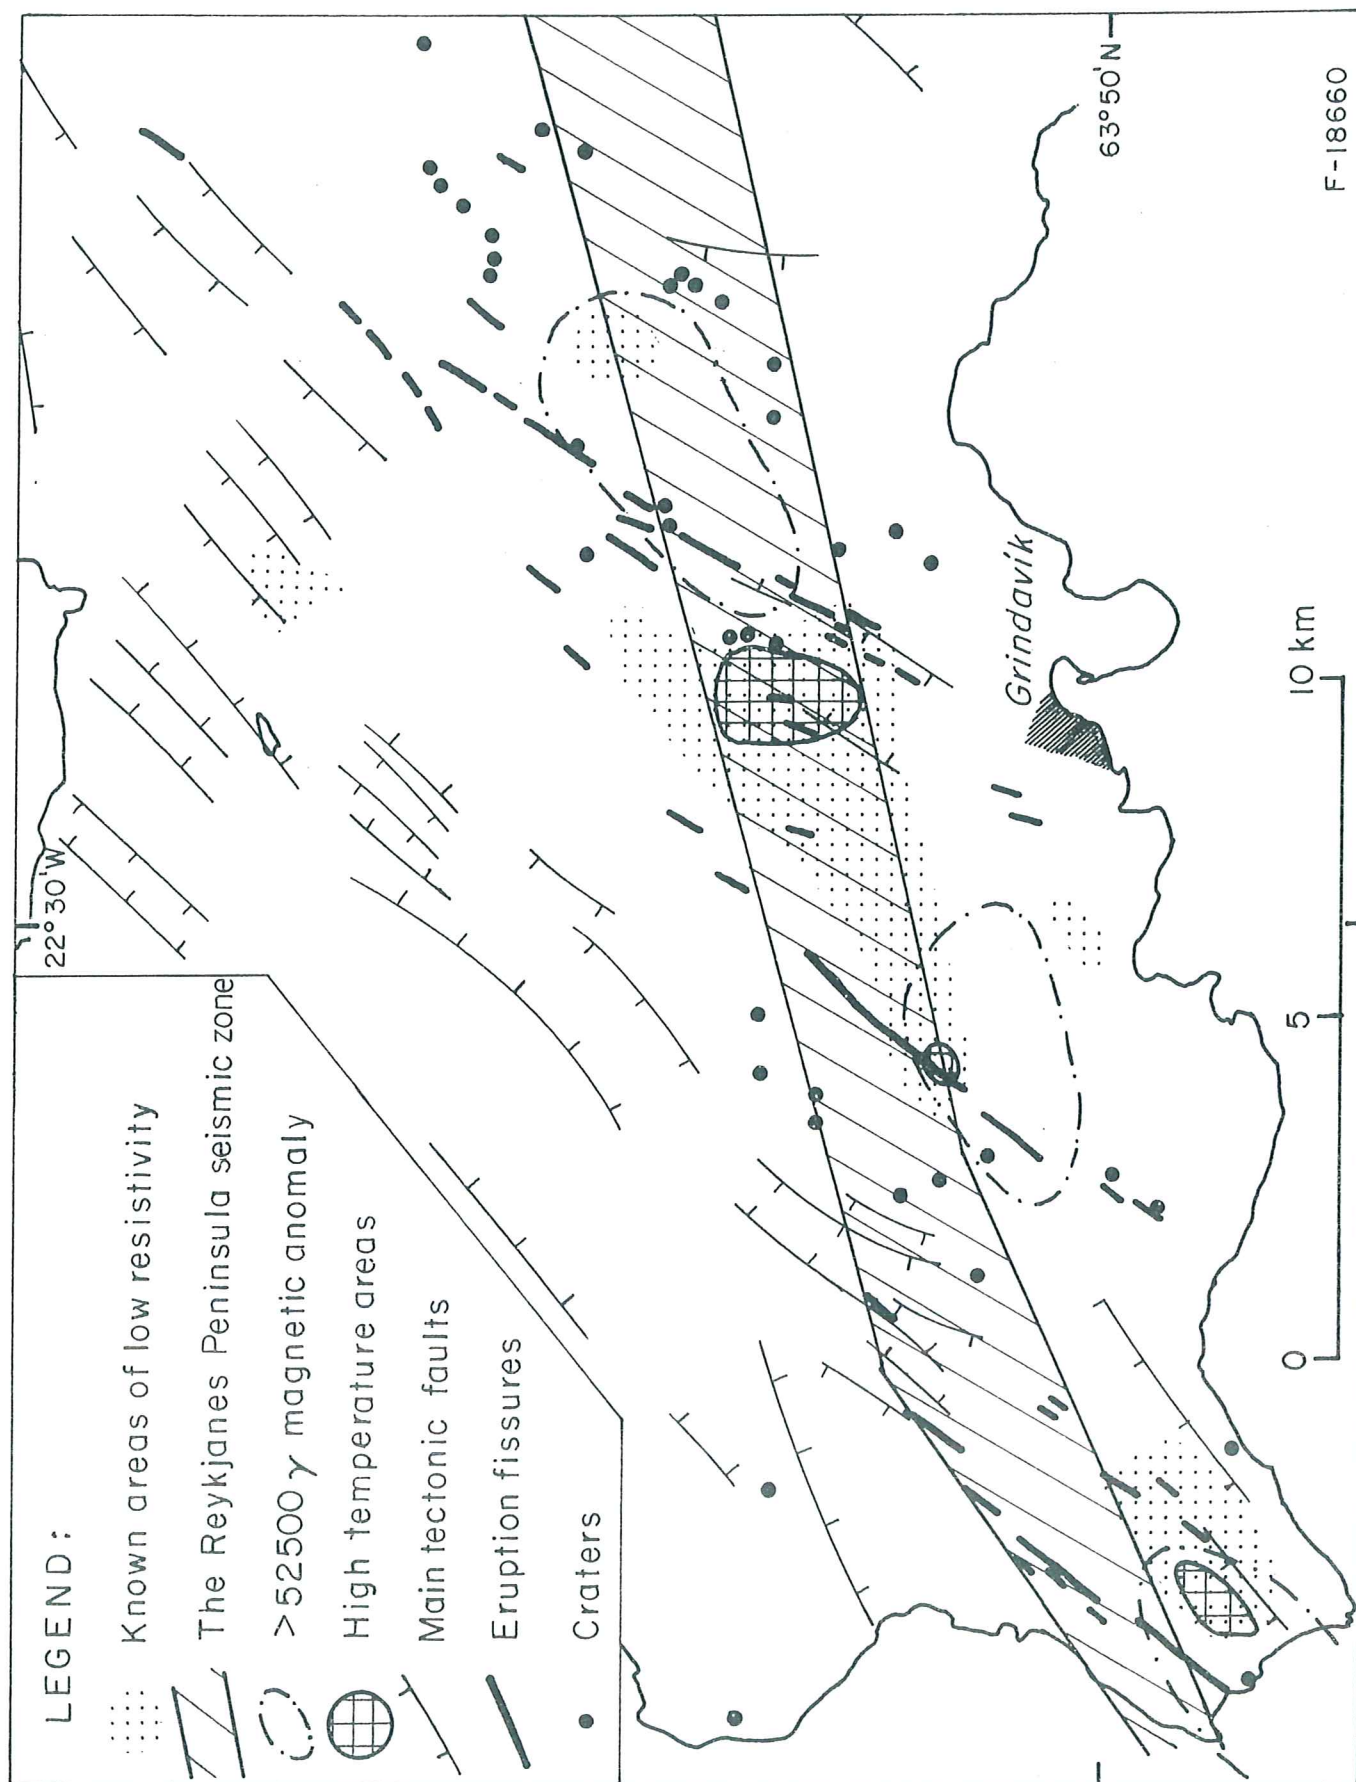 LEGEND:
Known areas of low resistivity
The Reykjanes Peninsula seismic zone
>52500 γ magnetic anomaly
High temperature areas
Main tectonic faults
Eruption fissures
Craters
22°30'W
63°50'N
Grindavík
0 5 10 km
F-18660